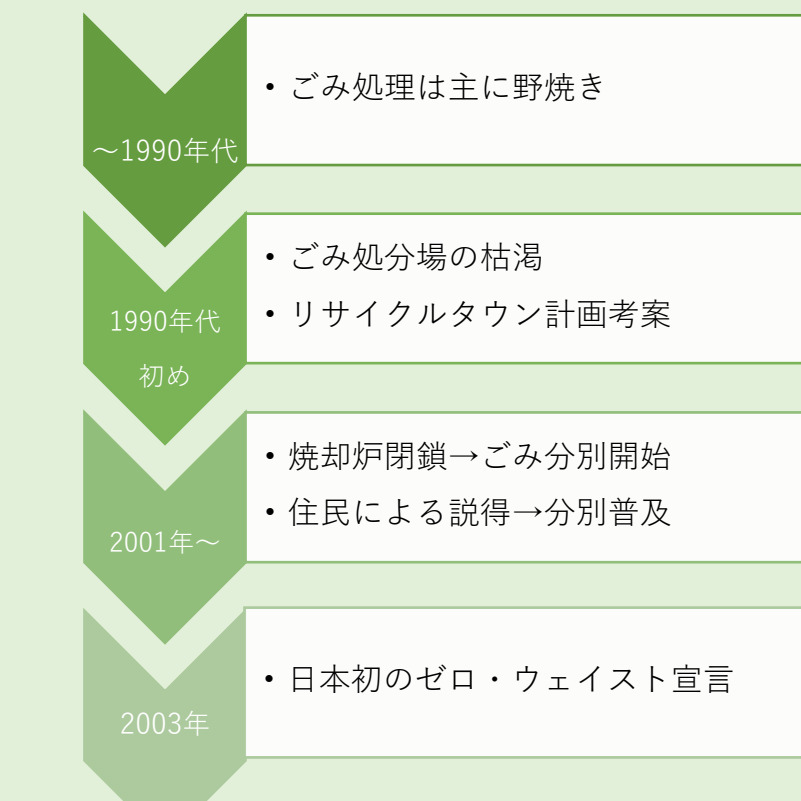 ～1990年代
・ごみ処理は主に野焼き
1990年代
初め
・ごみ処分場の枯渇
・リサイクルタウン計画考案
2001年～
・焼却炉閉鎖→ごみ分別開始
・住民による説得→分別普及
2003年
・日本初のゼロ・ウェイスト宣言